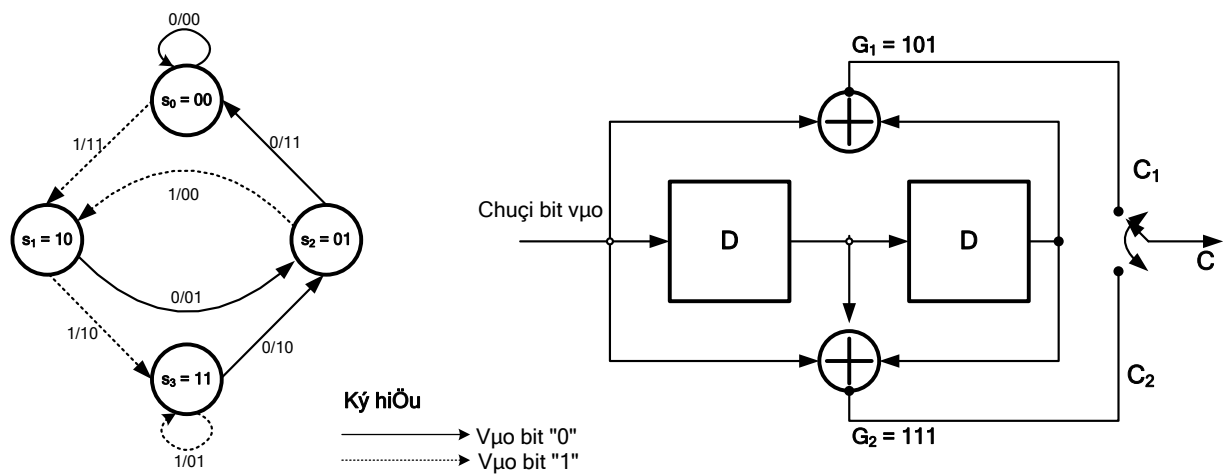 0/00
s₀ = 00
1/11
0/11
1/00
s₁ = 10
s₂ = 01
0/01
1/10
0/10
s₃ = 11
1/01
Ký hiÖu
Vµo bit "0"
Vµo bit "1"
G₁ = 101
C₁
Chuçi bit vµo
D
D
C
C₂
G₂ = 111